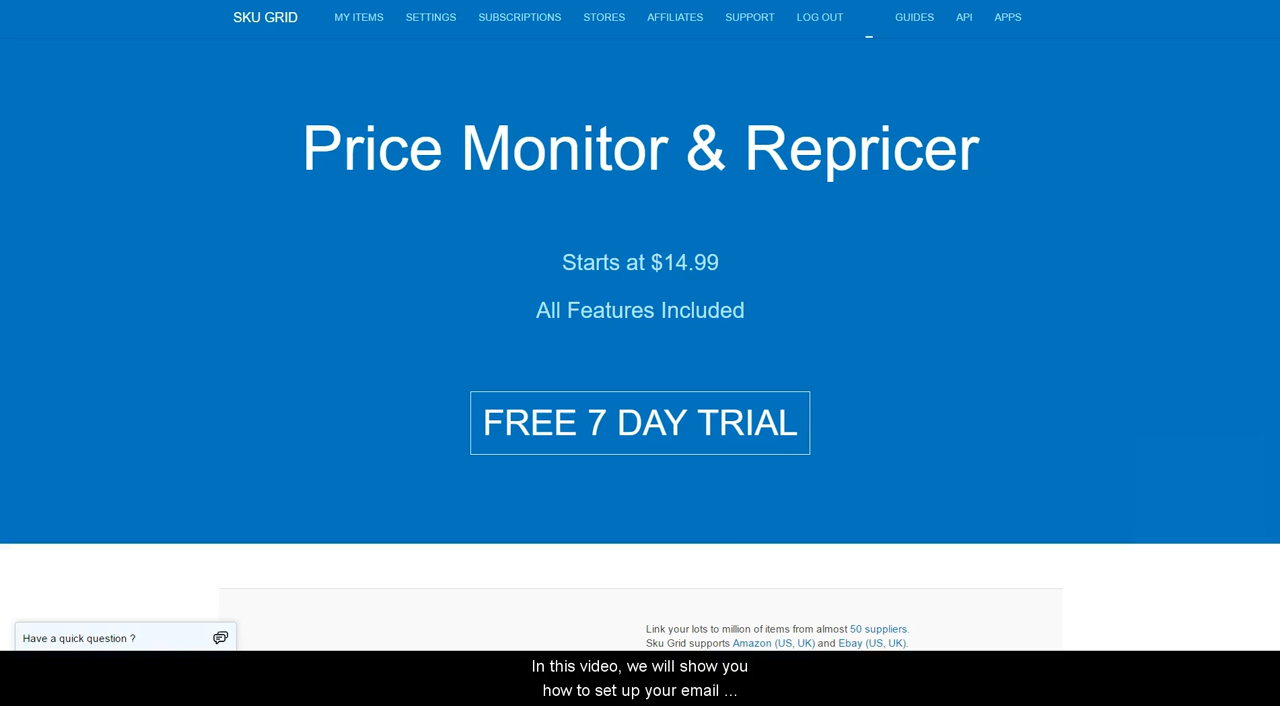 SKU GRID MY ITEMS SETTINGS SUBSCRIPTIONS STORES AFFILIATES SUPPORT LOG OUT GUIDES API APPS
Price Monitor & Repricer
Starts at $14.99
All Features Included
FREE 7 DAY TRIAL
Link your lots to million of items from almost 50 suppliers.
Have a quick question ?
Sku Grid supports Amazon (US, UK) and Ebay (US, UK).
In this video, we will show you
how to set up your email ...